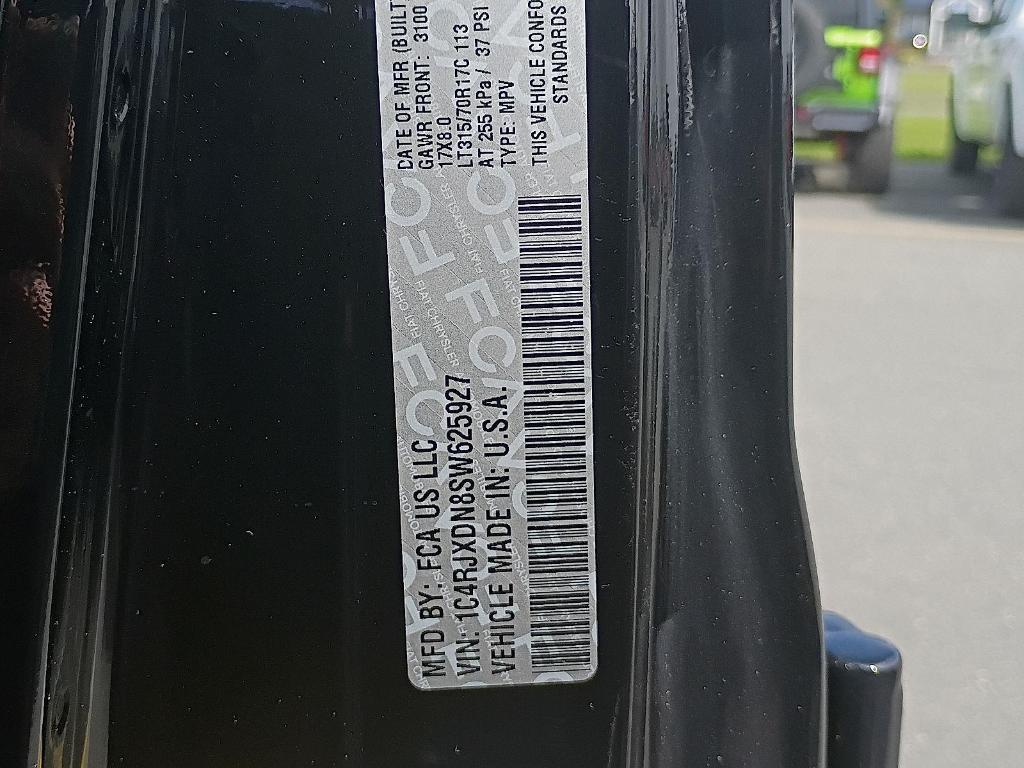 MFD BY: FCA US LLC
VIN: 1C4RJXDN8SW625927
VEHICLE MADE IN: U.S.A.
DATE OF MFR (BUILT
GAWR FRONT: 3100
17X8.0
LT315/70R17C 113
AT 255 kPa / 37 PSI
TYPE: MPV
THIS VEHICLE CONFO
STANDARDS